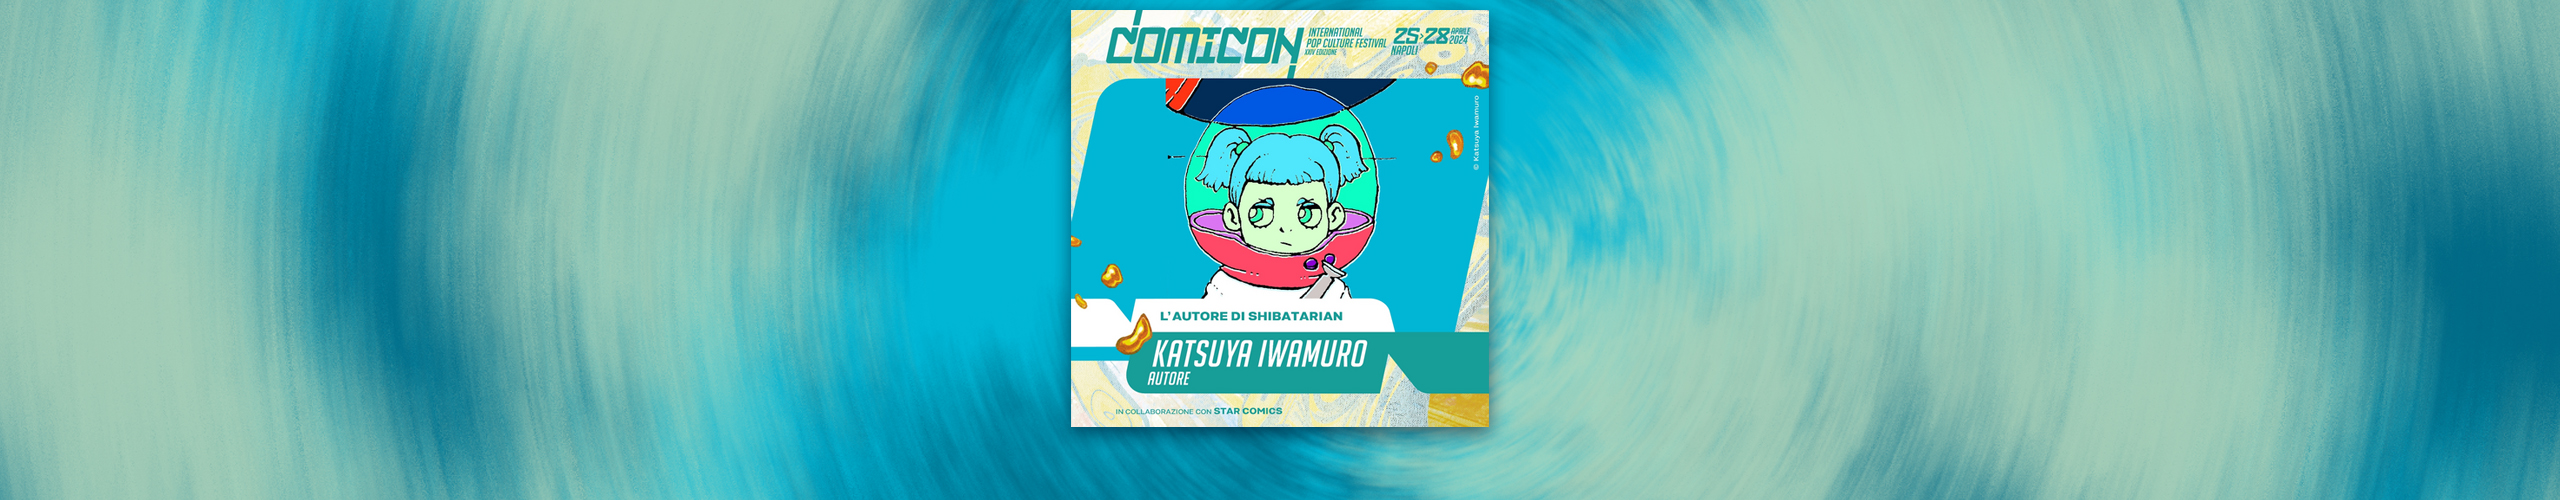 COMICON
INTERNATIONAL
POP CULTURE FESTIVAL
XXIV EDIZIONE
25>28 APRILE 2024
NAPOLI
© Katsuya Iwamuro
L'AUTORE DI SHIBATARIAN
KATSUYA IWAMURO
AUTORE
IN COLLABORAZIONE CON STAR COMICS